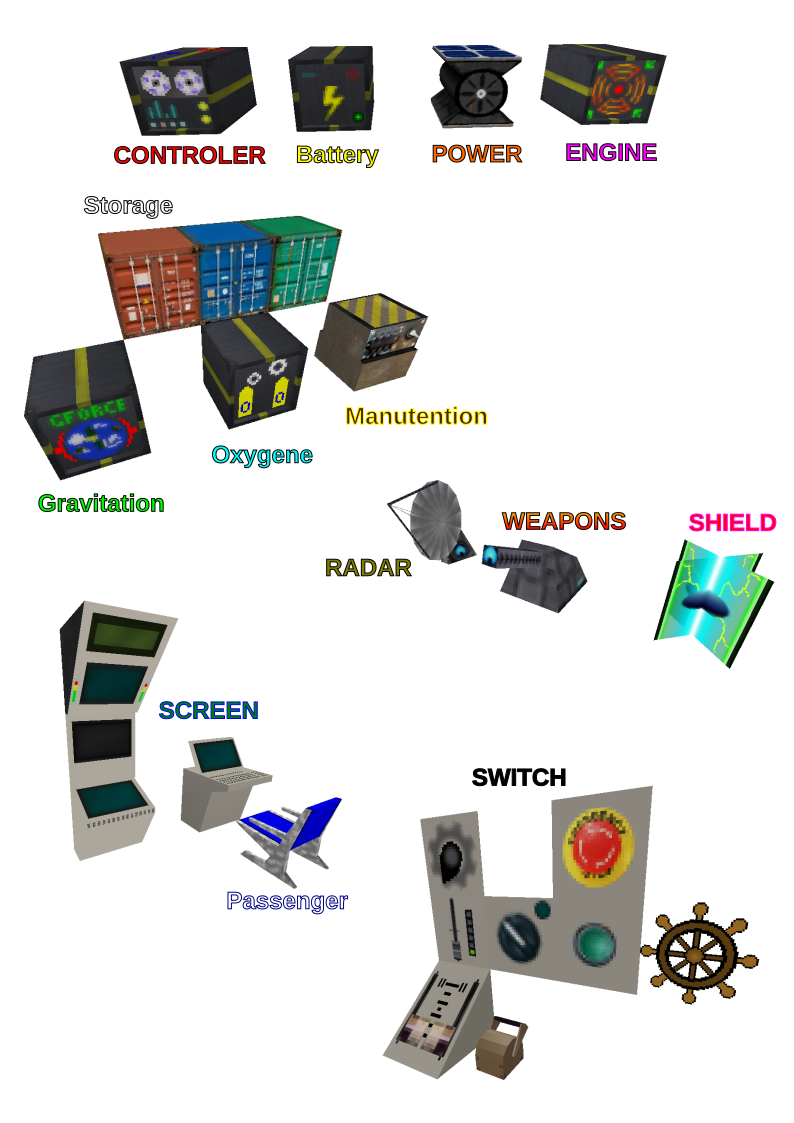 CONTROLER
Battery
POWER
ENGINE
Storage
GFORCE
Manutention
Oxygene
Gravitation
WEAPONS
SHIELD
RADAR
SCREEN
SWITCH
Passenger